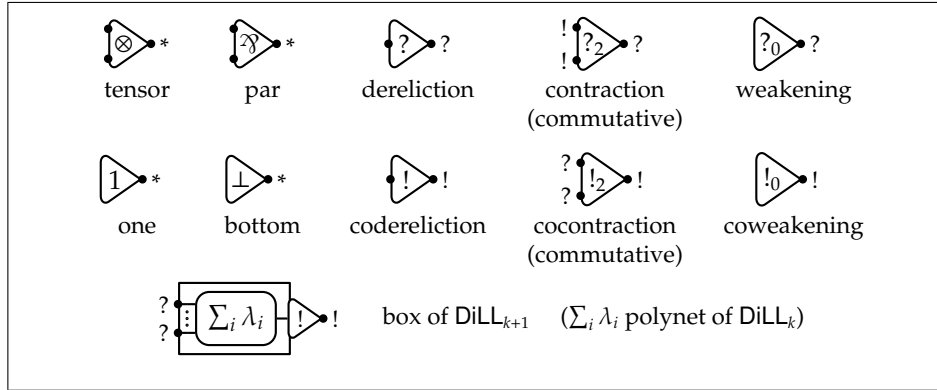 ⊗ * ⅋ * ? ? ! ! ?₂ ? ?₀ ?
tensor par dereliction contraction weakening
(commutative)
1 * ⊥ * ! ! ? ? !₂ ! !₀ !
one bottom codereliction cocontraction coweakening
(commutative)
? ? ⋮ ∑ᵢ λᵢ ! ! box of DiLLₖ₊₁ (∑ᵢ λᵢ polynet of DiLLₖ)